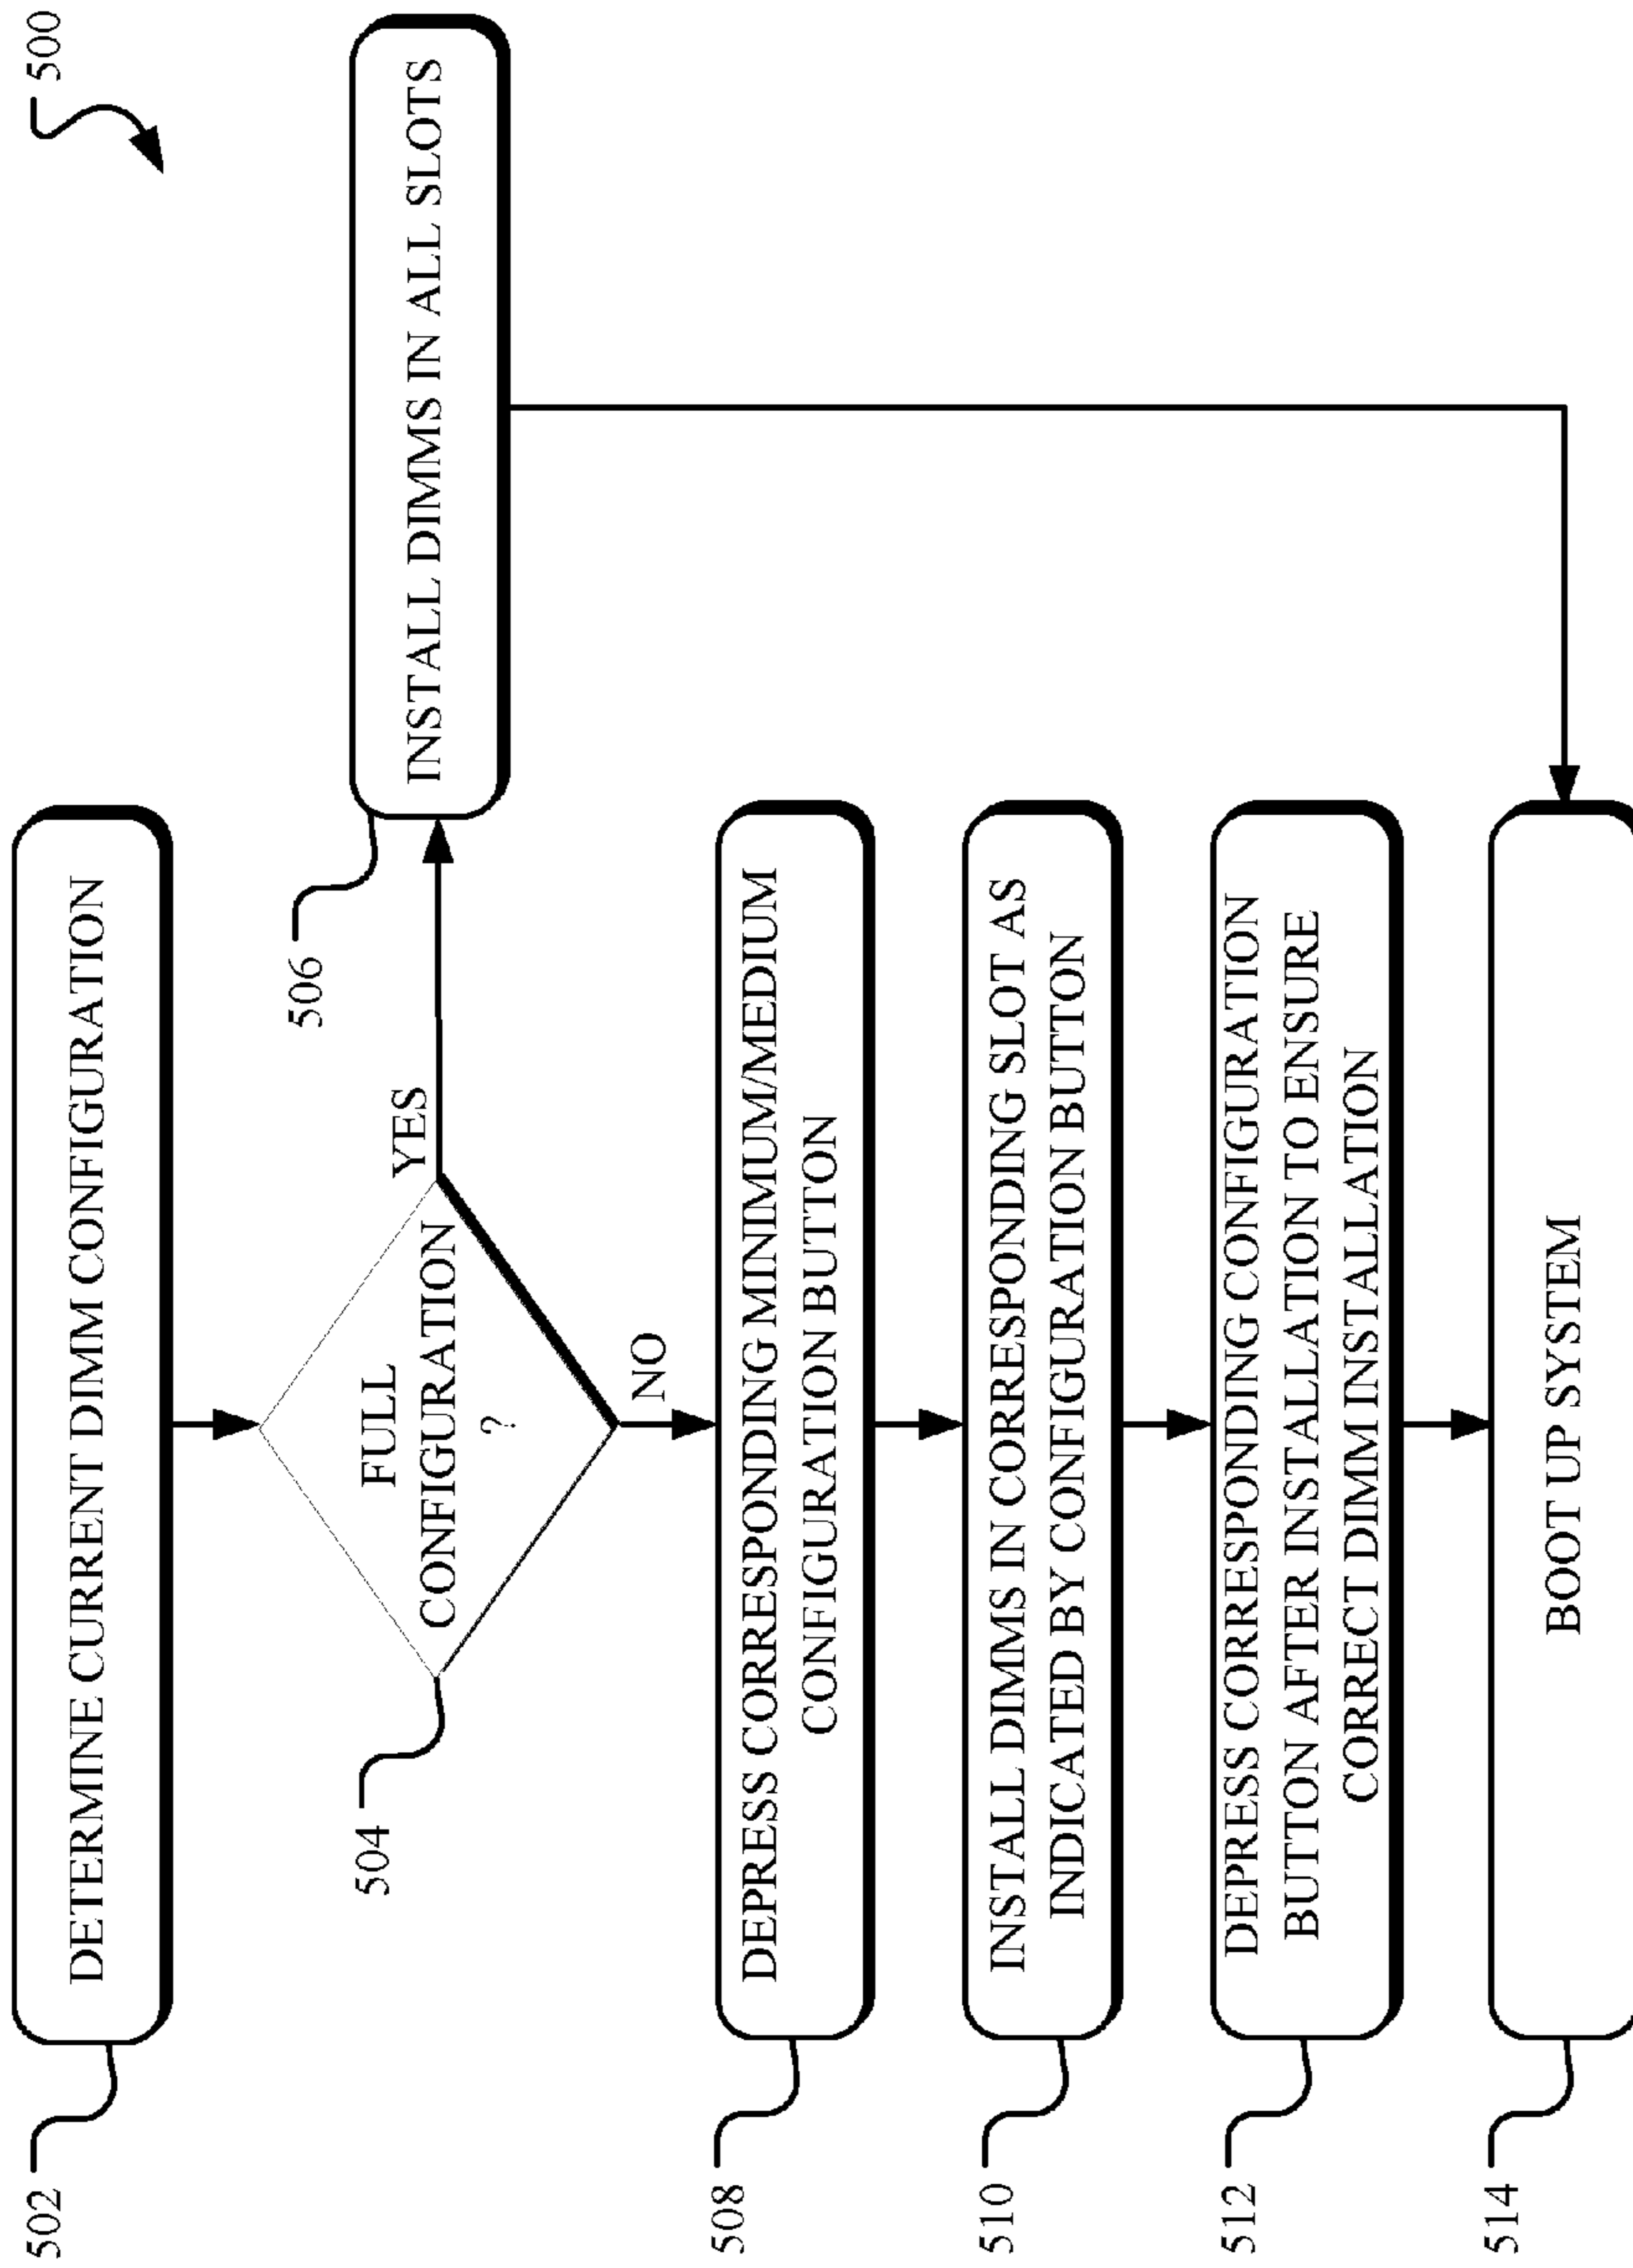 500
502
DETERMINE CURRENT DIMM CONFIGURATION
504
FULL
CONFIGURATION
?
YES
506
INSTALL DIMMS IN ALL SLOTS
NO
508
DEPRESS CORRESPONDING MINIMUM/MEDIUM
CONFIGURATION BUTTON
510
INSTALL DIMMS IN CORRESPONDING SLOT AS
INDICATED BY CONFIGURATION BUTTON
512
DEPRESS CORRESPONDING CONFIGURATION
BUTTON AFTER INSTALLATION TO ENSURE
CORRECT DIMM INSTALLATION
514
BOOT UP SYSTEM